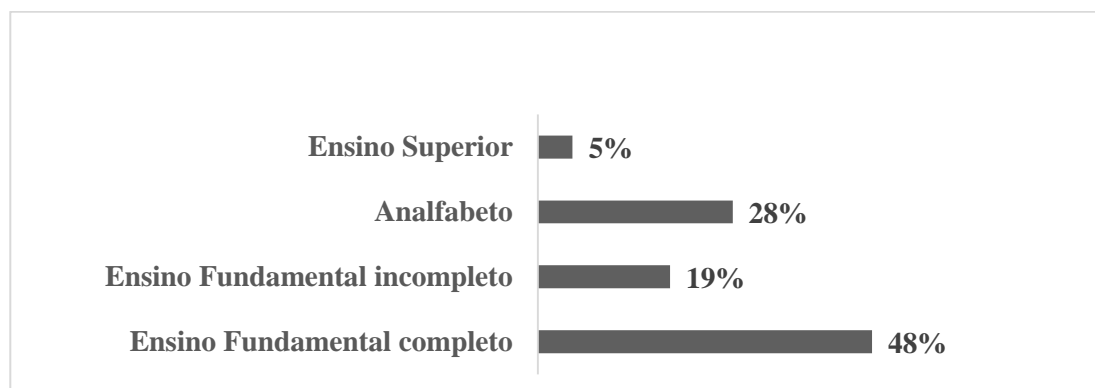 Ensino Superior 5%
Analfabeto 28%
Ensino Fundamental incompleto 19%
Ensino Fundamental completo 48%